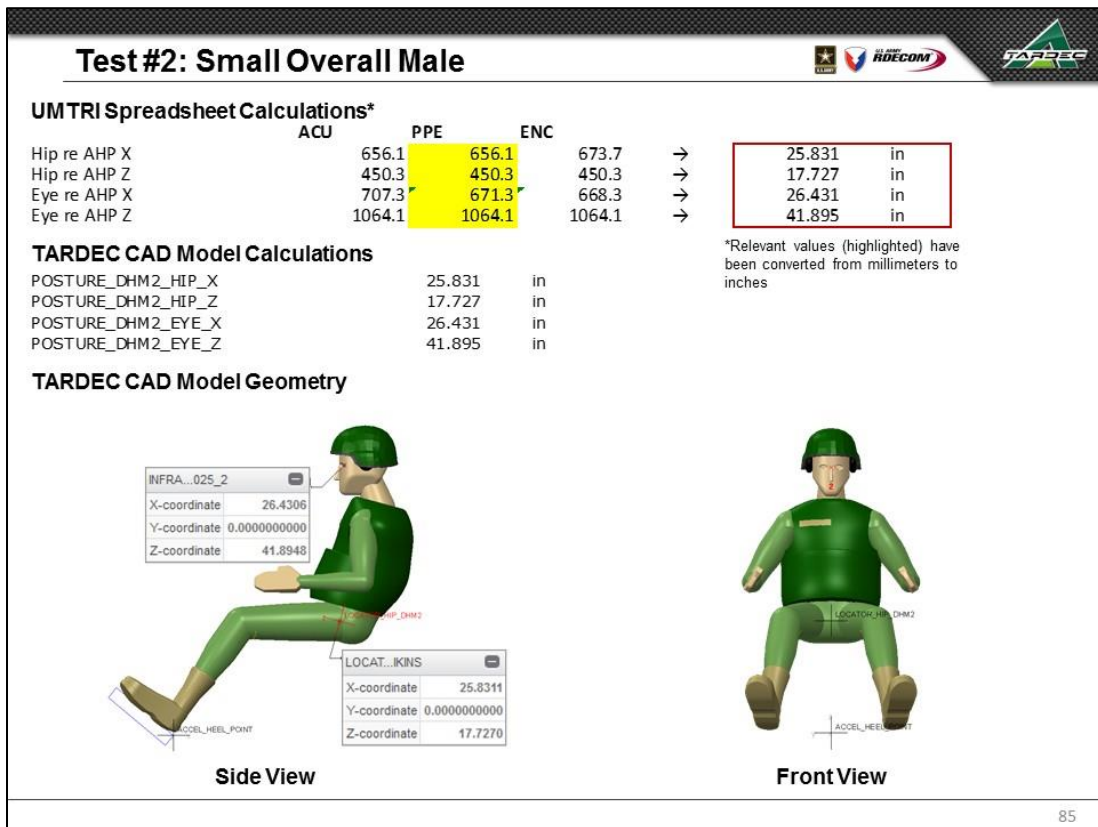 Test #2: Small Overall Male
U.S. ARMY
U.S. ARMY
RDECOM
TARDEC
UMTRI Spreadsheet Calculations*
ACU PPE ENC
Hip re AHP X 656.1 656.1 673.7 → 25.831 in
Hip re AHP Z 450.3 450.3 450.3 → 17.727 in
Eye re AHP X 707.3 671.3 668.3 → 26.431 in
Eye re AHP Z 1064.1 1064.1 1064.1 → 41.895 in
*Relevant values (highlighted) have
been converted from millimeters to
inches
TARDEC CAD Model Calculations
POSTURE_DHM2_HIP_X 25.831 in
POSTURE_DHM2_HIP_Z 17.727 in
POSTURE_DHM2_EYE_X 26.431 in
POSTURE_DHM2_EYE_Z 41.895 in
TARDEC CAD Model Geometry
INFRA...025_2
X-coordinate 26.4306
Y-coordinate 0.0000000000
Z-coordinate 41.8948
2
LOCATOR_HIP_DHM2
LOCATOR_HIP_DHM2
LOCAT...IKINS
X-coordinate 25.8311
Y-coordinate 0.0000000000
Z-coordinate 17.7270
ACCEL_HEEL_POINT
ACCEL_HEEL_POINT
Side View
Front View
85